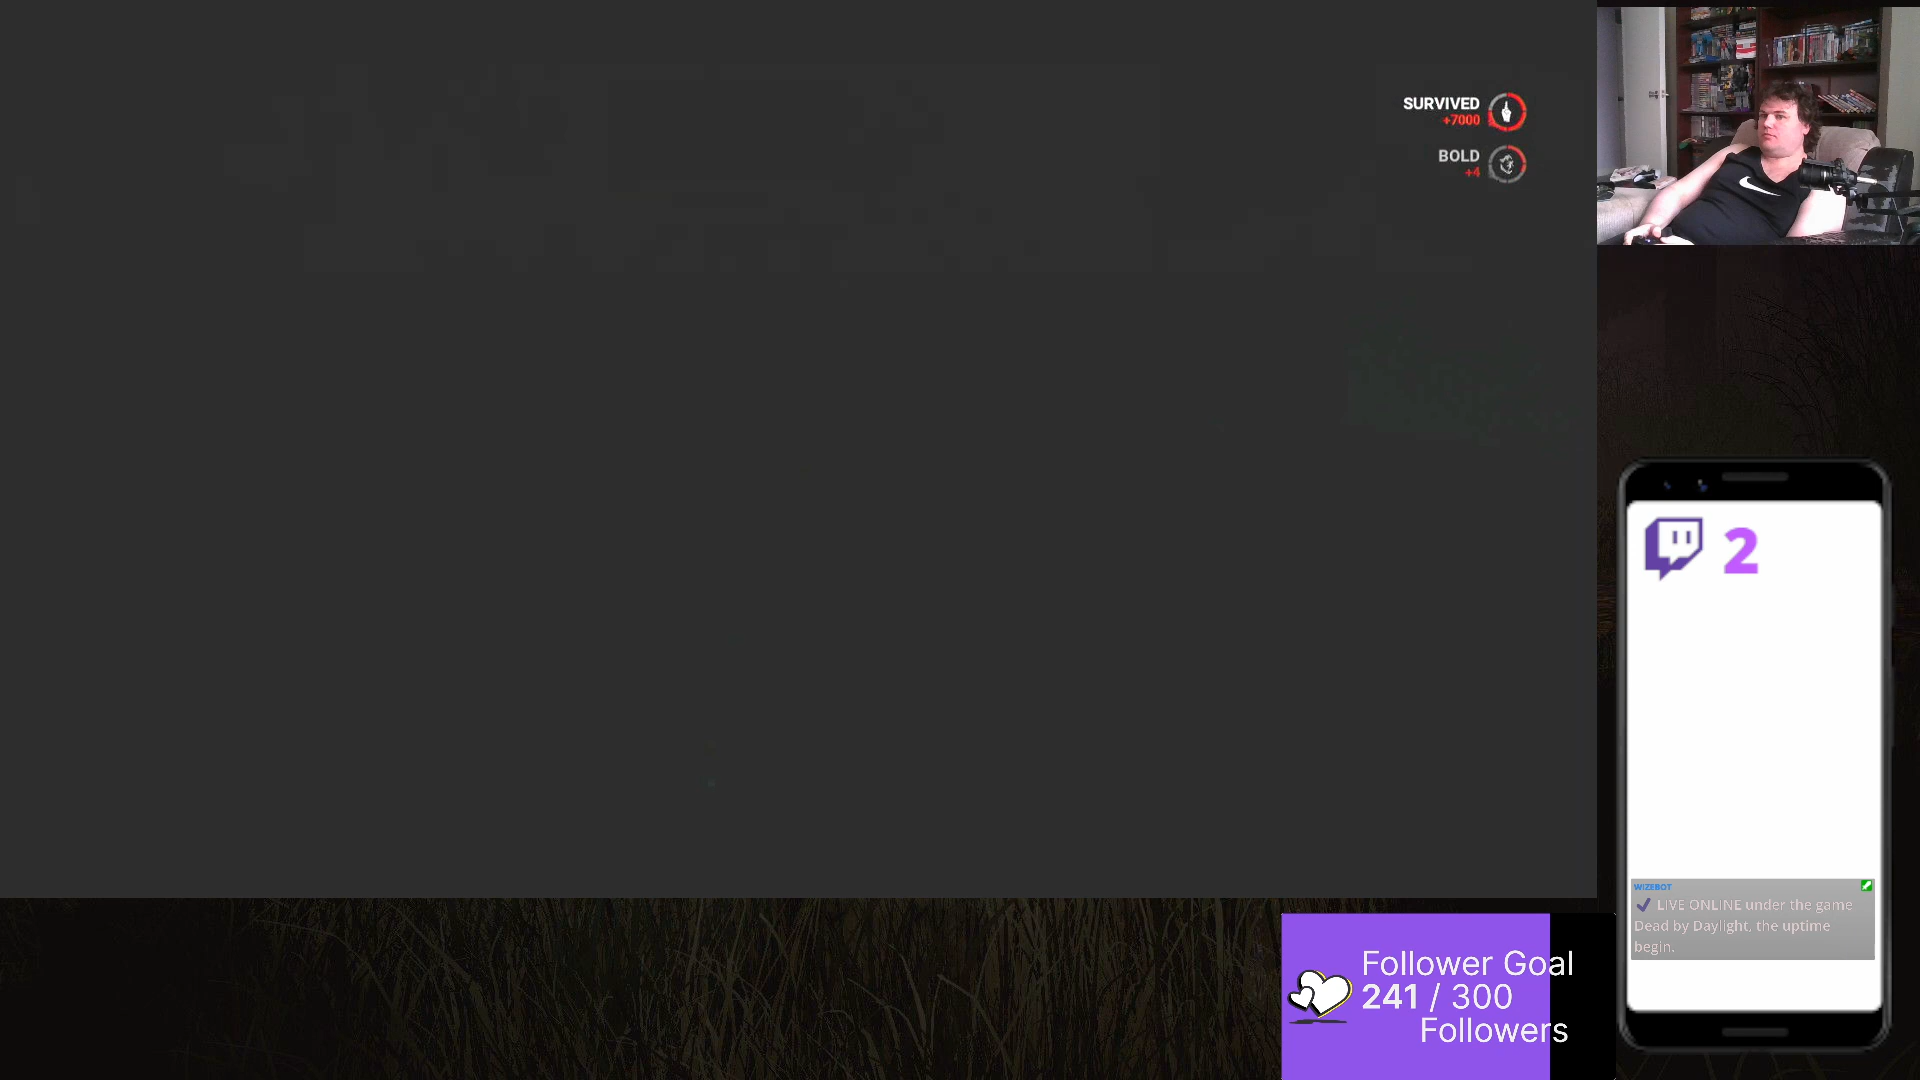 SURVIVED
+7000
BOLD
+4
2
WIZEBOT
LIVE ONLINE under the game
Dead by Daylight, the uptime
begin.
Follower Goal
241 / 300
Followers